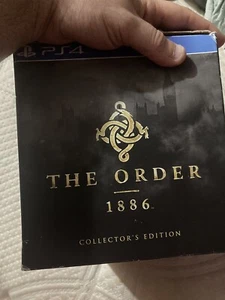 PS4
THE ORDER
1886
COLLECTOR'S EDITION